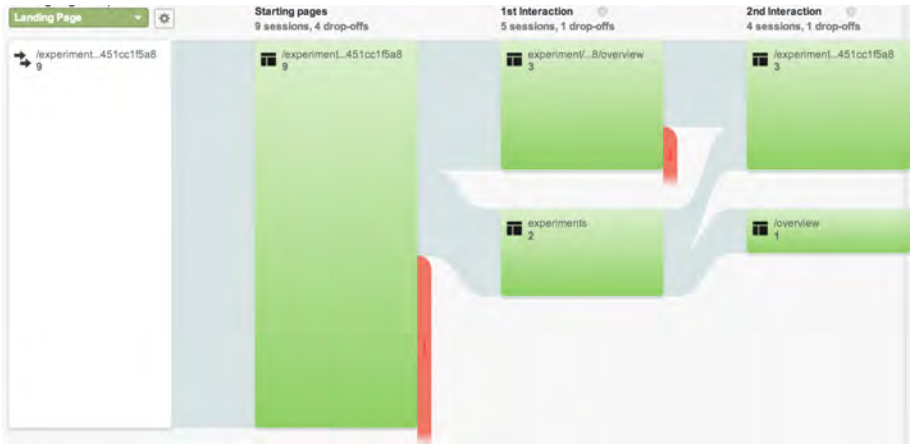 Landing Page
Starting pages
9 sessions, 4 drop-offs
1st Interaction
5 sessions, 1 drop-offs
2nd Interaction
4 sessions, 1 drop-offs
/experiment...451cc1f5a8
9
/experiment...451cc1f5a8
9
experiment/...8/overview
3
/experiment...451cc1f5a8
3
experiments
2
/overview
1